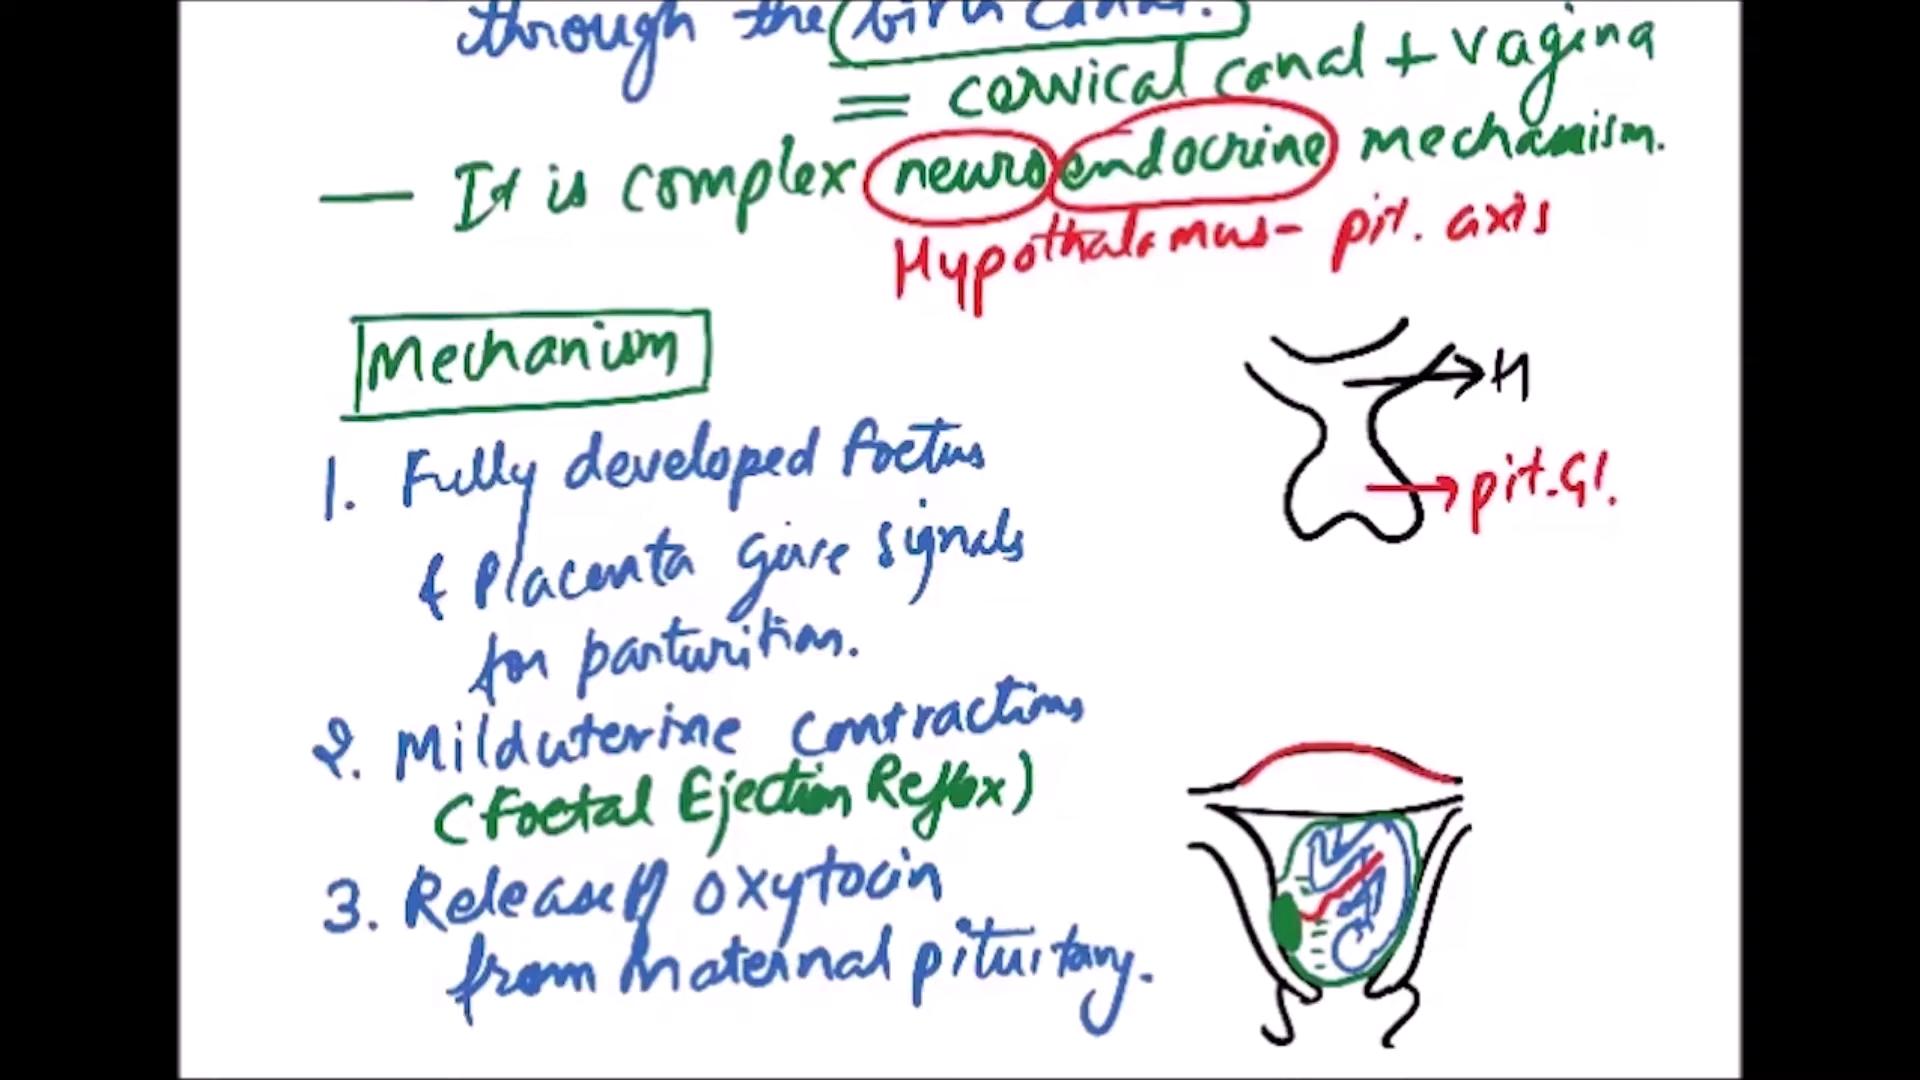 through the birth canal.
= cervical canal + vagina
— It is complex neuroendocrine mechanism.
Hypothalamus - pit. axis
Mechanism
H
1. Fully developed foetus
pit. Gl.
& Placenta give signals
for parturition.
2. Mild uterine contractions
(Foetal Ejection Reflex)
3. Release of oxytocin
from maternal pituitary.